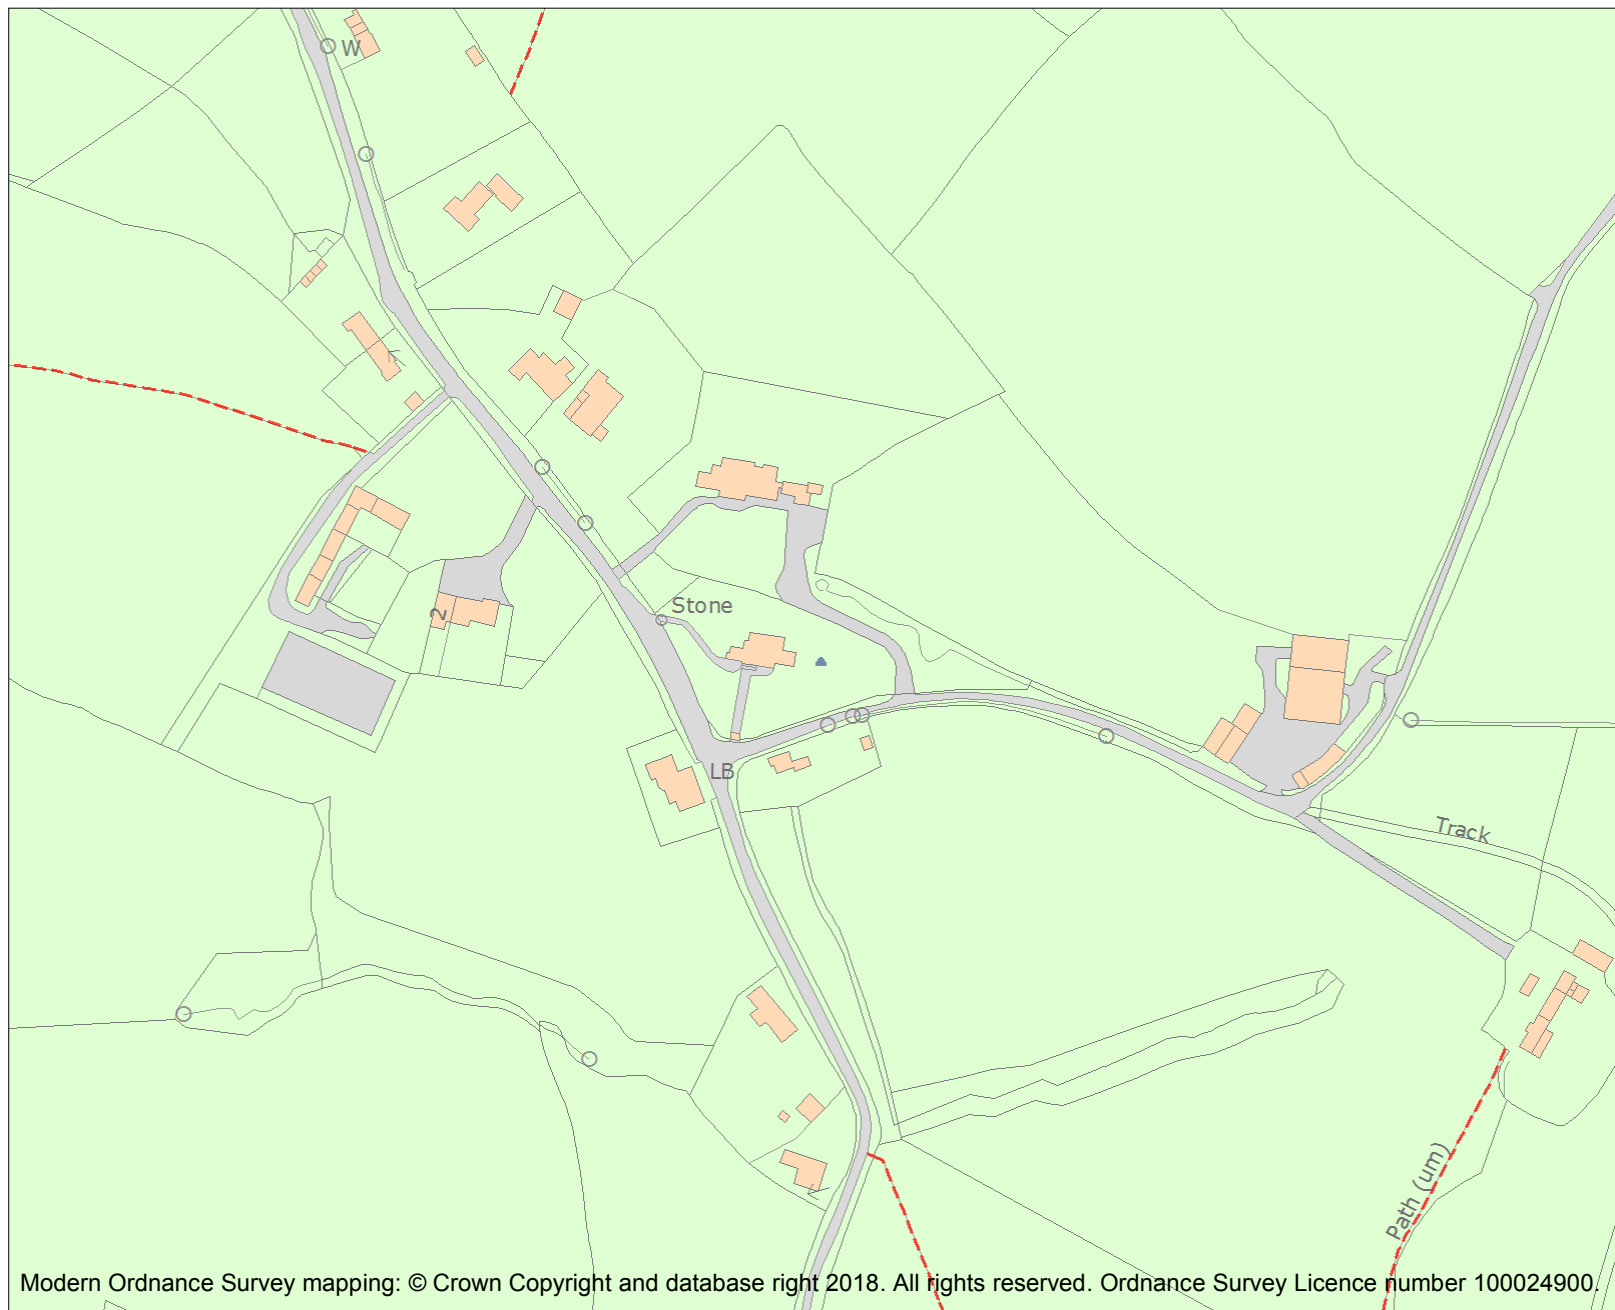 W
2
Stone
LB
Track
Path (um)
Modern Ordnance Survey mapping: © Crown Copyright and database right 2018. All rights reserved. Ordnance Survey Licence number 100024900.